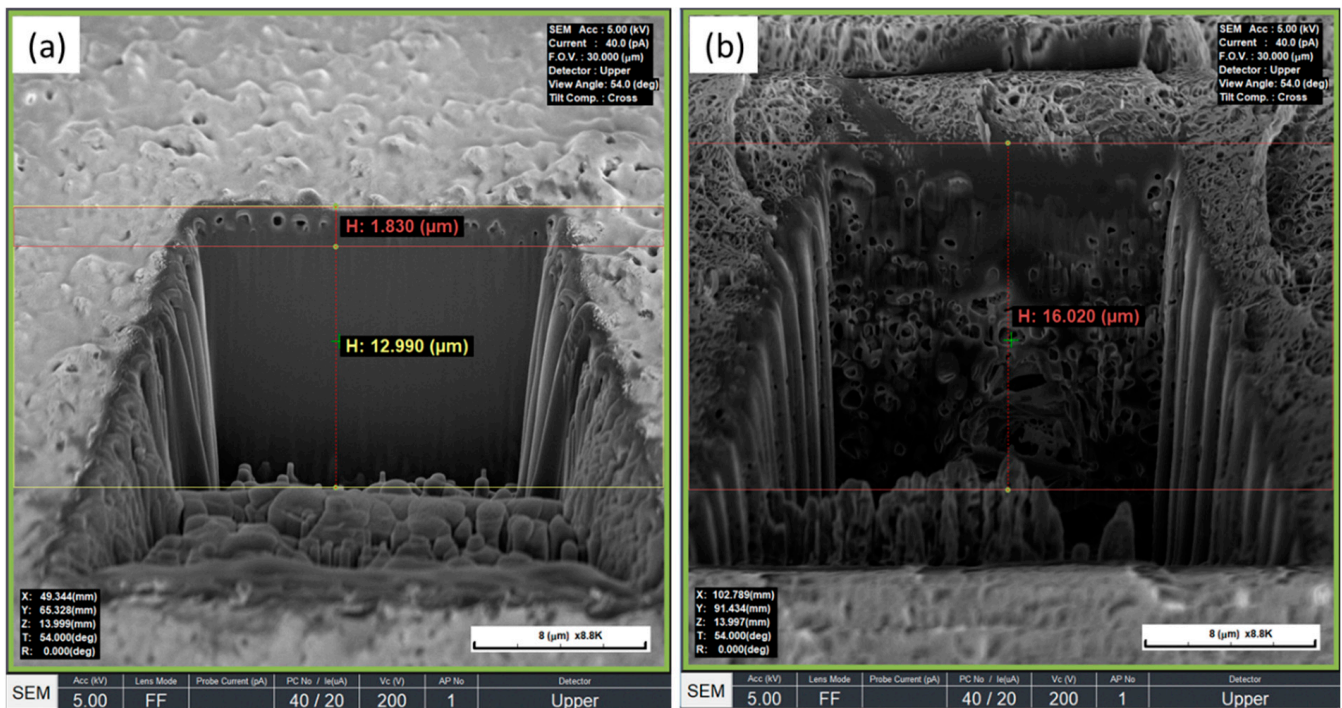 (a)
SEM Acc : 5.00 (kV)
Current : 40.0 (pA)
F.O.V. : 30.000 (µm)
Detector : Upper
View Angle: 54.0 (deg)
Tilt Comp. : Cross
H: 1.830 (µm)
H: 12.990 (µm)
X: 49.344(mm)
Y: 65.328(mm)
Z: 13.999(mm)
T: 54.000(deg)
R: 0.000(deg)
8 (µm) x8.8K
SEM
Acc (kV) Lens Mode Probe Current (pA) PC No / Ie(uA) Vc (V) AP No Detector
5.00 FF 40 / 20 200 1 Upper
(b)
SEM Acc : 5.00 (kV)
Current : 40.0 (pA)
F.O.V. : 30.000 (µm)
Detector : Upper
View Angle: 54.0 (deg)
Tilt Comp. : Cross
H: 16.020 (µm)
X: 102.789(mm)
Y: 91.434(mm)
Z: 13.997(mm)
T: 54.000(deg)
R: 0.000(deg)
8 (µm) x8.8K
SEM
Acc (kV) Lens Mode Probe Current (pA) PC No / Ie(uA) Vc (V) AP No Detector
5.00 FF 40 / 20 200 1 Upper